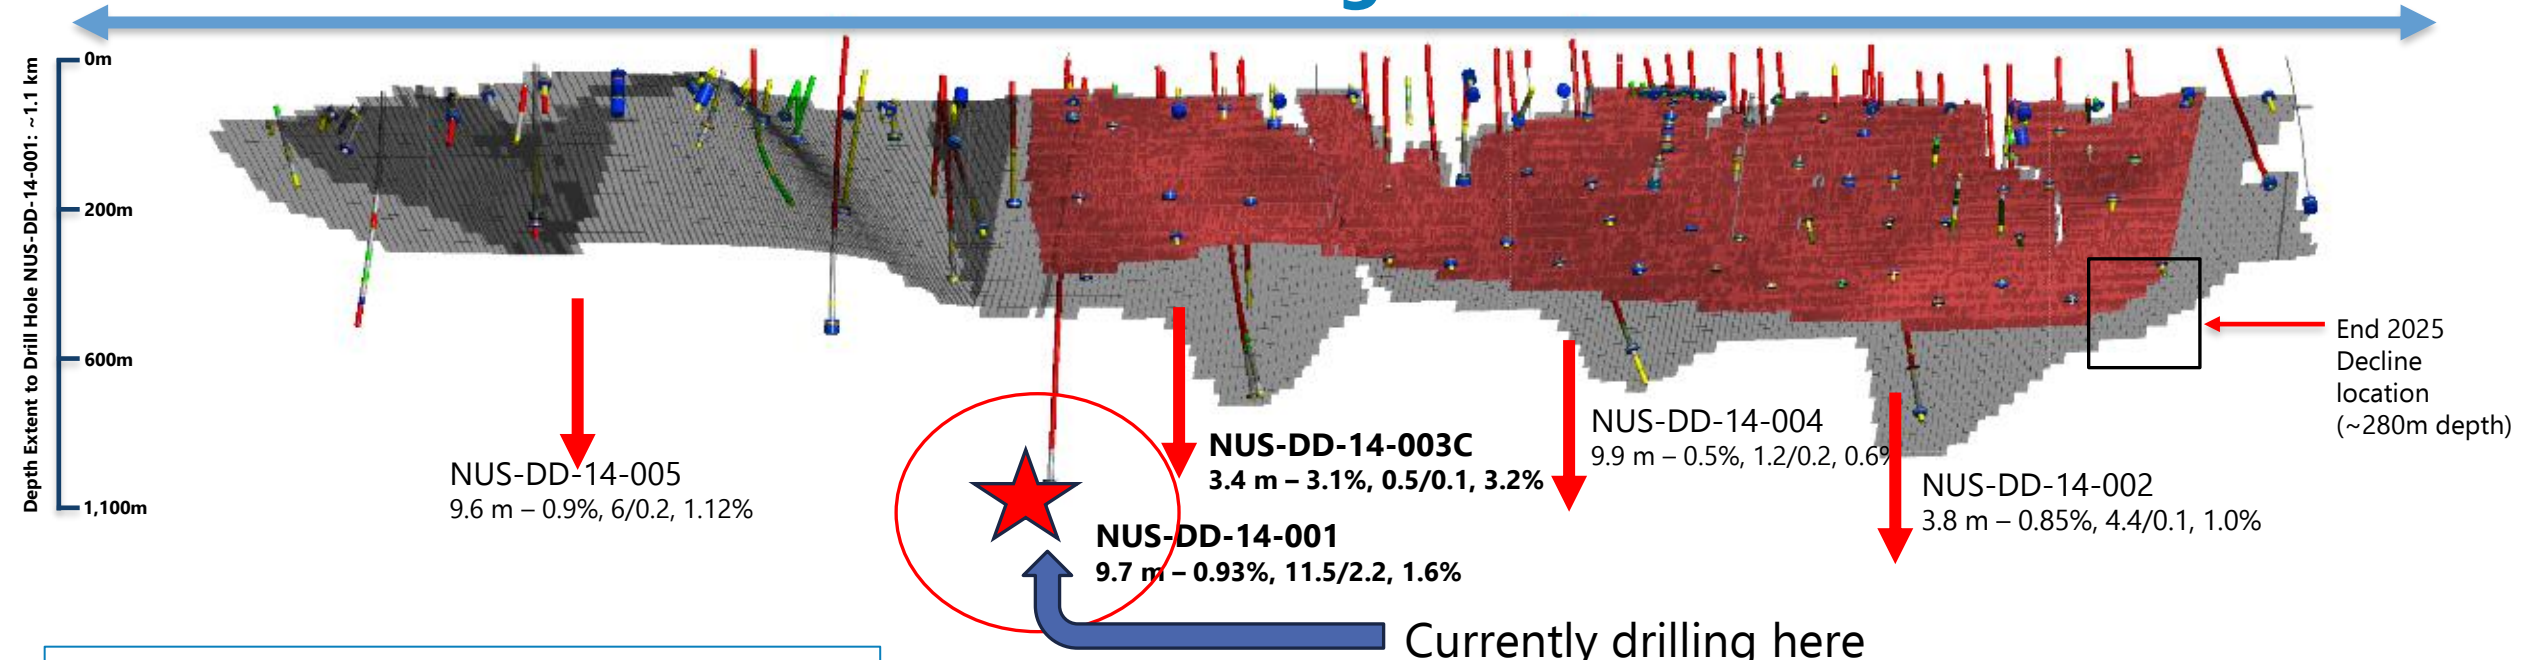 Depth Extent to Drill Hole NUS-DD-14-001: ~1.1 km
0m
200m
600m
1,100m
NUS-DD-14-005
9.6 m – 0.9%, 6/0.2, 1.12%
NUS-DD-14-003C
3.4 m – 3.1%, 0.5/0.1, 3.2%
NUS-DD-14-001
9.7 m – 0.93%, 11.5/2.2, 1.6%
NUS-DD-14-004
9.9 m – 0.5%, 1.2/0.2, 0.6%
NUS-DD-14-002
3.8 m – 0.85%, 4.4/0.1, 1.0%
End 2025
Decline
location
(~280m depth)
Currently drilling here